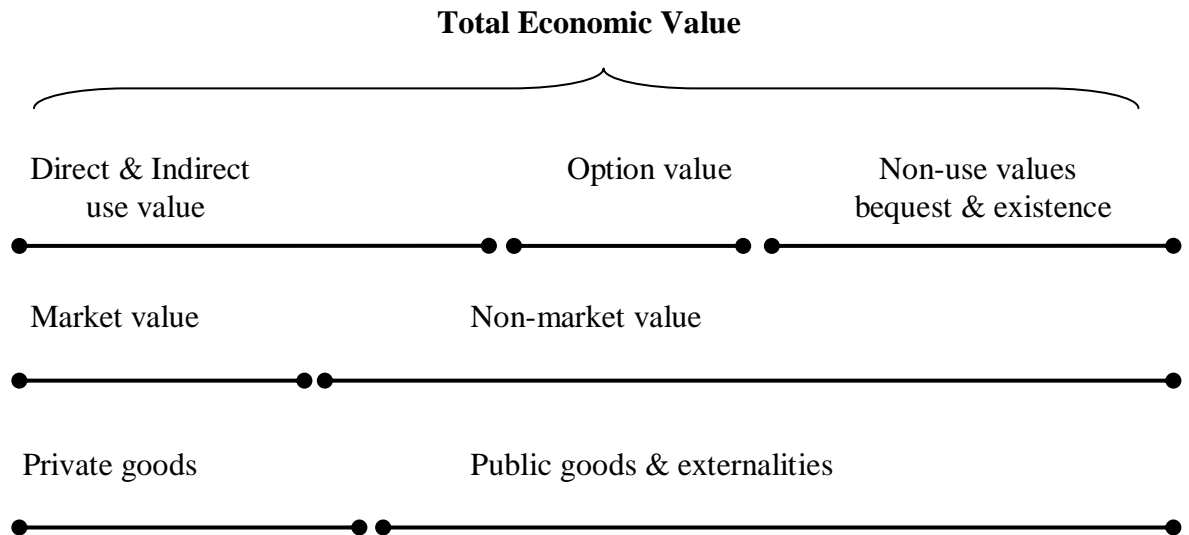 Total Economic Value
Direct & Indirect
use value
Option value
Non-use values
bequest & existence
Market value
Non-market value
Private goods
Public goods & externalities